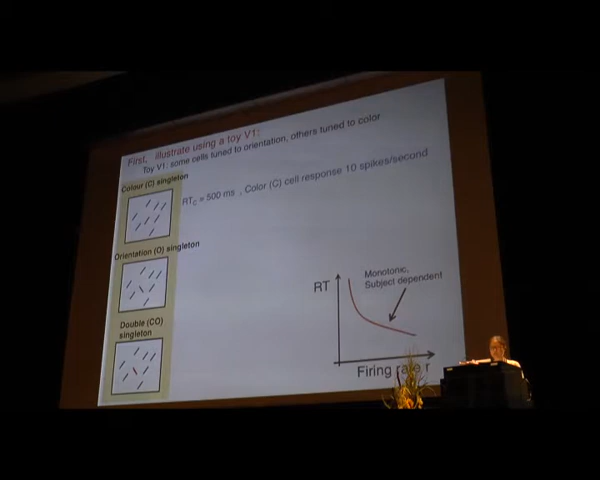 First, illustrate using a toy V1:
Toy V1: some cells tuned to orientation, others tuned to color
Colour (C) singleton
RTC = 500 ms , Color (C) cell response 10 spikes/second
Orientation (O) singleton
Double (CO)
singleton
RT
Monotonic,
Subject dependent
Firing rate r